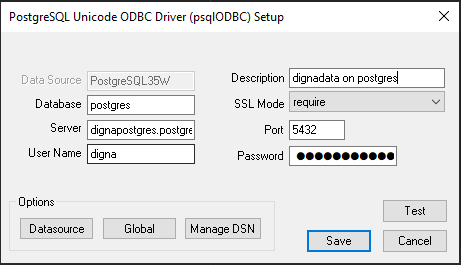 PostgreSQL Unicode ODBC Driver (psqlODBC) Setup
Data Source PostgreSQL35W
Description dignadata on postgres
Database postgres
SSL Mode require
Server dignapostgres.postgre
Port 5432
User Name digna
Password ●●●●●●●●●●●
Options
Datasource Global Manage DSN
Test
Save Cancel